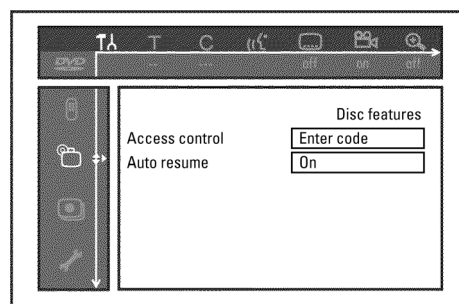 T C
DVD -- --- off on off
Disc features
Access control Enter code
Auto resume On